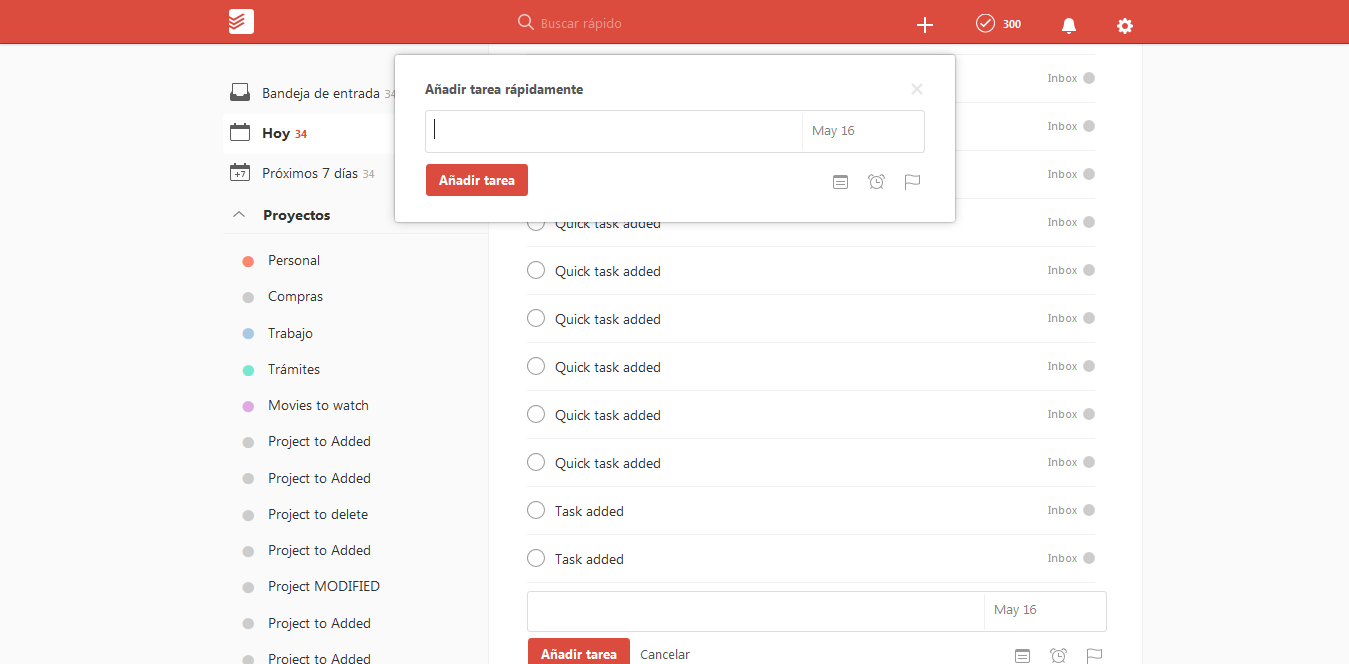 Buscar rápido
300
Bandeja de entrada 34
Hoy 34
+7 Próximos 7 días 34
Proyectos
Personal
Compras
Trabajo
Trámites
Movies to watch
Project to Added
Project to Added
Project to delete
Project to Added
Project MODIFIED
Project to Added
Project to Added
Añadir tarea rápidamente
May 16
Añadir tarea
Inbox
Inbox
Inbox
Quick task added Inbox
Quick task added Inbox
Quick task added Inbox
Quick task added Inbox
Quick task added Inbox
Quick task added Inbox
Task added Inbox
Task added Inbox
May 16
Añadir tarea Cancelar